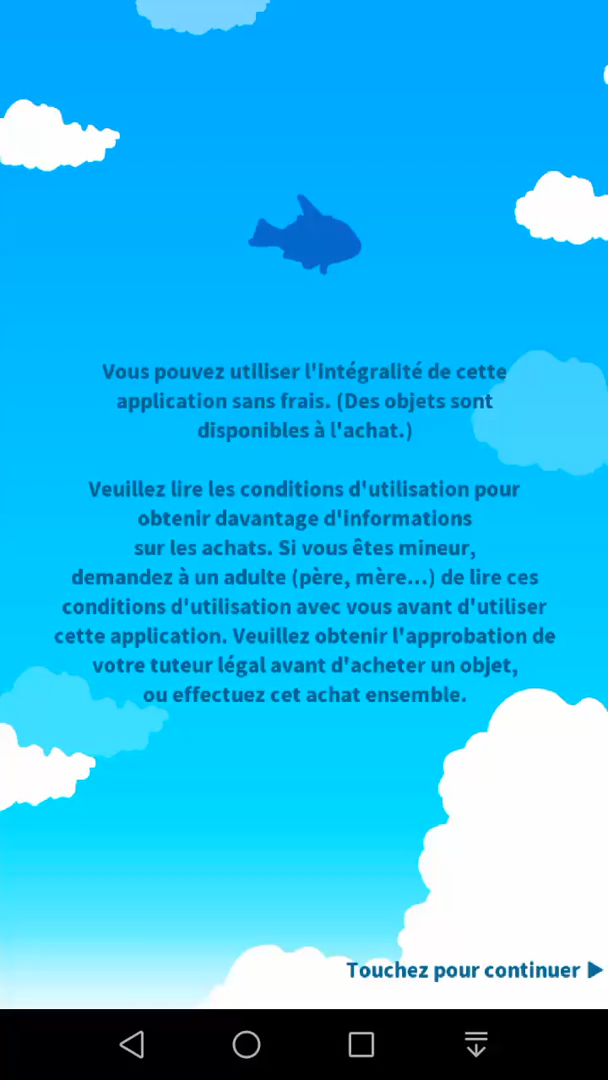 Vous pouvez utiliser l'intégralité de cette
application sans frais. (Des objets sont
disponibles à l'achat.)
Veuillez lire les conditions d'utilisation pour
obtenir davantage d'informations
sur les achats. Si vous êtes mineur,
demandez à un adulte (père, mère...) de lire ces
conditions d'utilisation avec vous avant d'utiliser
cette application. Veuillez obtenir l'approbation de
votre tuteur légal avant d'acheter un objet,
ou effectuez cet achat ensemble.
Touchez pour continuer ▶